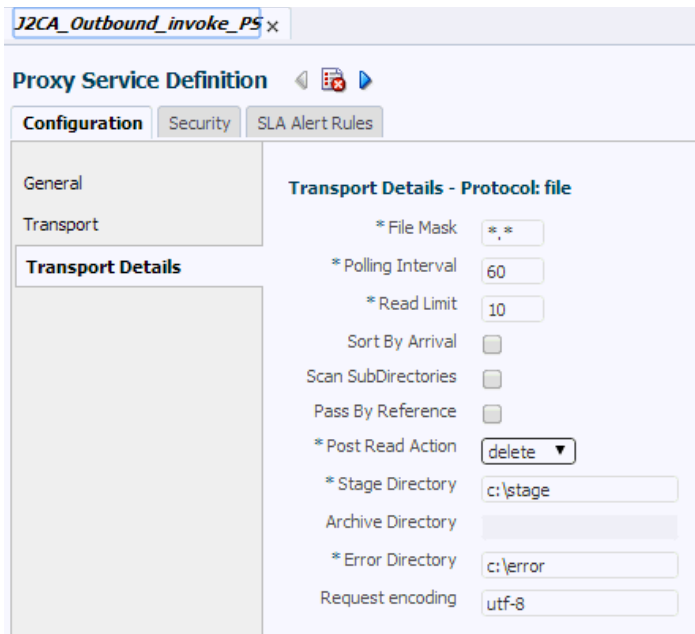 J2CA_Outbound_invoke_PS ×
Proxy Service Definition
Configuration Security SLA Alert Rules
General
Transport
Transport Details
Transport Details - Protocol: file
* File Mask *.*
* Polling Interval 60
* Read Limit 10
Sort By Arrival
Scan SubDirectories
Pass By Reference
* Post Read Action delete ▼
* Stage Directory c:\stage
Archive Directory
* Error Directory c:\error
Request encoding utf-8